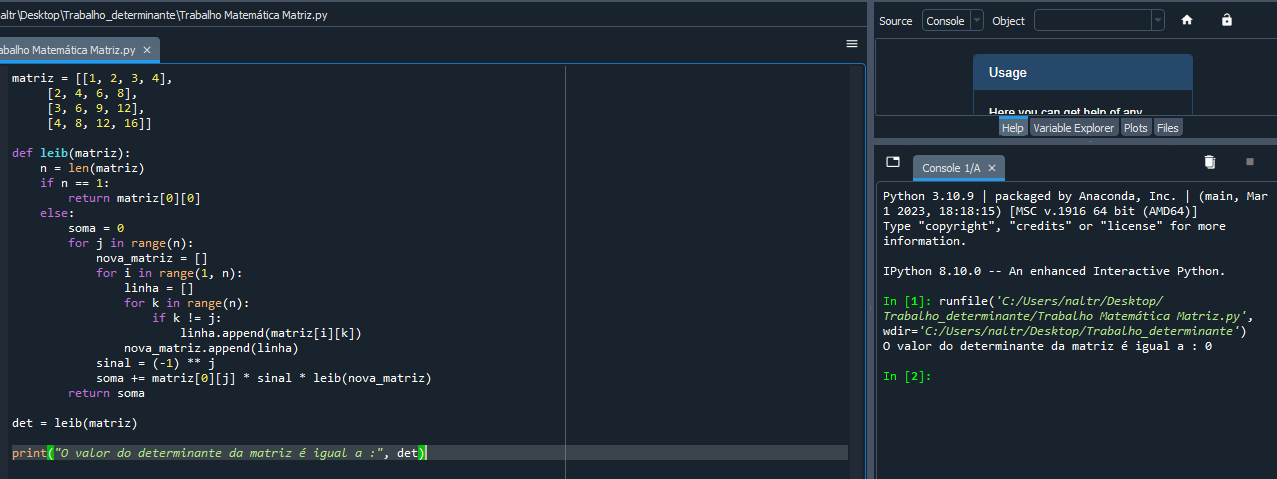 altr\Desktop\Trabalho_determinante\Trabalho Matemática Matriz.py
abalho Matemática Matriz.py ×
matriz = [[1, 2, 3, 4],
     [2, 4, 6, 8],
     [3, 6, 9, 12],
     [4, 8, 12, 16]]

def leib(matriz):
    n = len(matriz)
    if n == 1:
        return matriz[0][0]
    else:
        soma = 0
        for j in range(n):
            nova_matriz = []
            for i in range(1, n):
                linha = []
                for k in range(n):
                    if k != j:
                        linha.append(matriz[i][k])
                nova_matriz.append(linha)
            sinal = (-1) ** j
            soma += matriz[0][j] * sinal * leib(nova_matriz)
        return soma

det = leib(matriz)

print("O valor do determinante da matriz é igual a :", det)
Source Console Object
Usage
Here you can get help of any
Help Variable Explorer Plots Files
Console 1/A ×
Python 3.10.9 | packaged by Anaconda, Inc. | (main, Mar
1 2023, 18:18:15) [MSC v.1916 64 bit (AMD64)]
Type "copyright", "credits" or "license" for more
information.

IPython 8.10.0 -- An enhanced Interactive Python.

In [1]: runfile('C:/Users/naltr/Desktop/
Trabalho_determinante/Trabalho Matemática Matriz.py',
wdir='C:/Users/naltr/Desktop/Trabalho_determinante')
O valor do determinante da matriz é igual a : 0

In [2]: